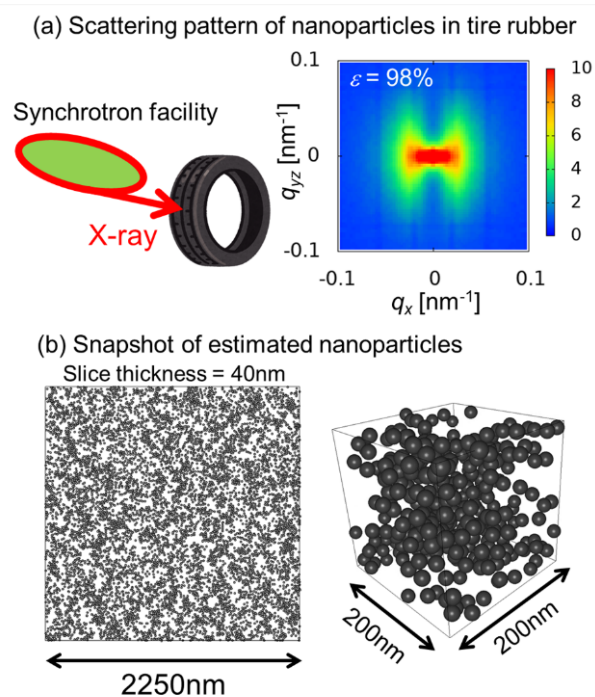 (a) Scattering pattern of nanoparticles in tire rubber
Synchrotron facility
X-ray
ε = 98%
0.1
0
-0.1
q_yz [nm⁻¹]
-0.1 0 0.1
q_x [nm⁻¹]
10
8
6
4
2
0
(b) Snapshot of estimated nanoparticles
Slice thickness = 40nm
2250nm
200nm
200nm